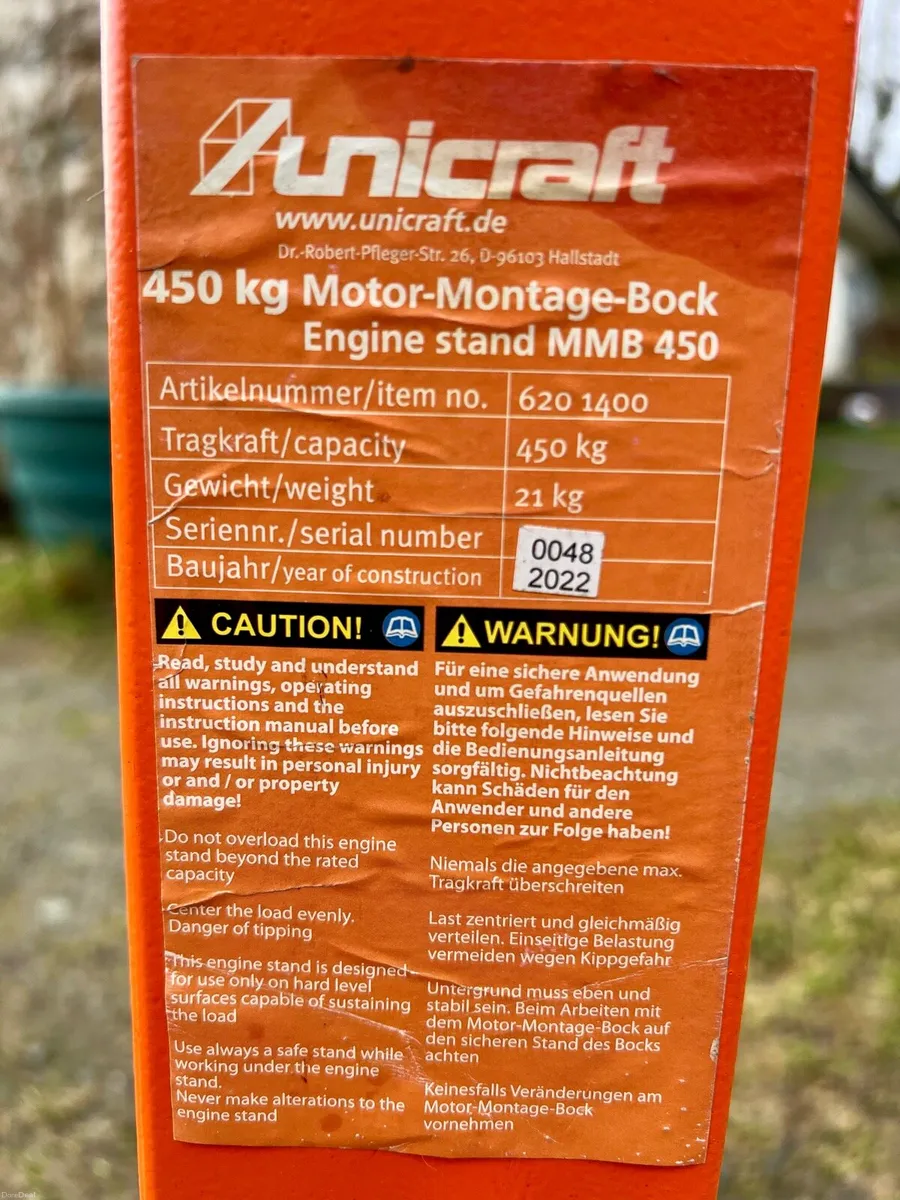 unicraft
www.unicraft.de
Dr.-Robert-Pfleger-Str. 26, D-96103 Hallstadt
450 kg Motor-Montage-Bock
Engine stand MMB 450
Artikelnummer/item no. 620 1400
Tragkraft/capacity 450 kg
Gewicht/weight 21 kg
Seriennr./serial number 0048
Baujahr/year of construction 2022
CAUTION!
Read, study and understand
all warnings, operating
instructions and the
instruction manual before
use. Ignoring these warnings
may result in personal injury
or and / or property
damage!
Do not overload this engine
stand beyond the rated
capacity
Center the load evenly.
Danger of tipping
This engine stand is designed
for use only on hard level
surfaces capable of sustaining
the load
Use always a safe stand while
working under the engine
stand.
Never make alterations to the
engine stand
WARNUNG!
Für eine sichere Anwendung
und um Gefahrenquellen
auszuschließen, lesen Sie
bitte folgende Hinweise und
die Bedienungsanleitung
sorgfältig. Nichtbeachtung
kann Schäden für den
Anwender und andere
Personen zur Folge haben!
Niemals die angegebene max.
Tragkraft überschreiten
Last zentriert und gleichmäßig
verteilen. Einseitige Belastung
vermeiden wegen Kippgefahr
Untergrund muss eben und
stabil sein. Beim Arbeiten mit
dem Motor-Montage-Bock auf
den sicheren Stand des Bocks
achten
Keinesfalls Veränderungen am
Motor-Montage-Bock
vornehmen
DoneDeal